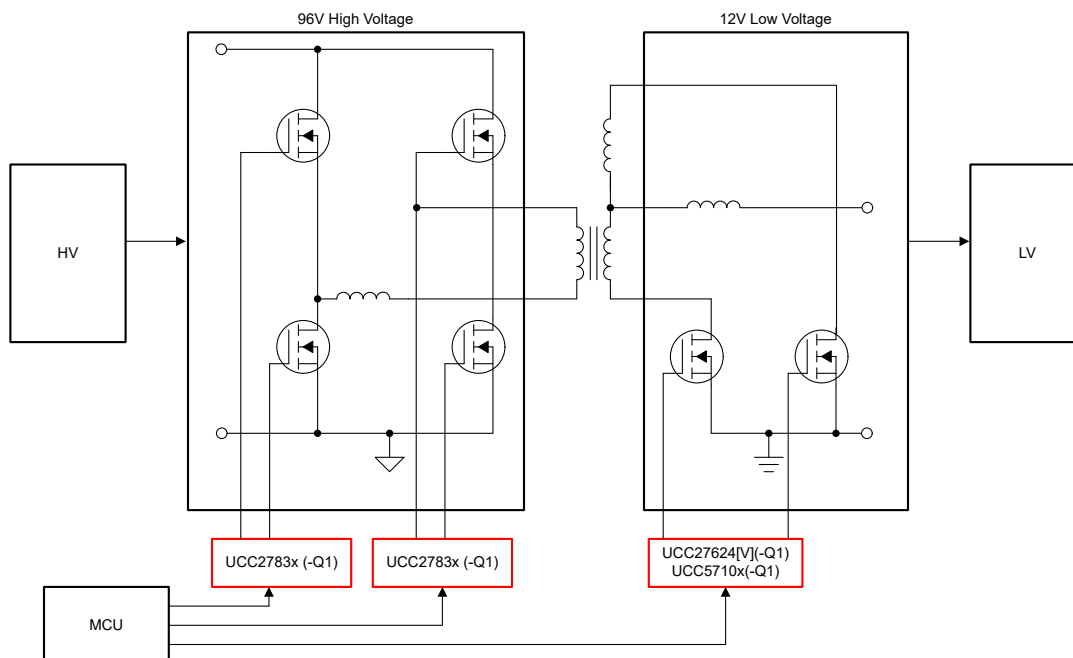 96V High Voltage
12V Low Voltage
HV
LV
UCC2783x (-Q1)
UCC2783x (-Q1)
UCC27624[V](-Q1)
UCC5710x(-Q1)
MCU